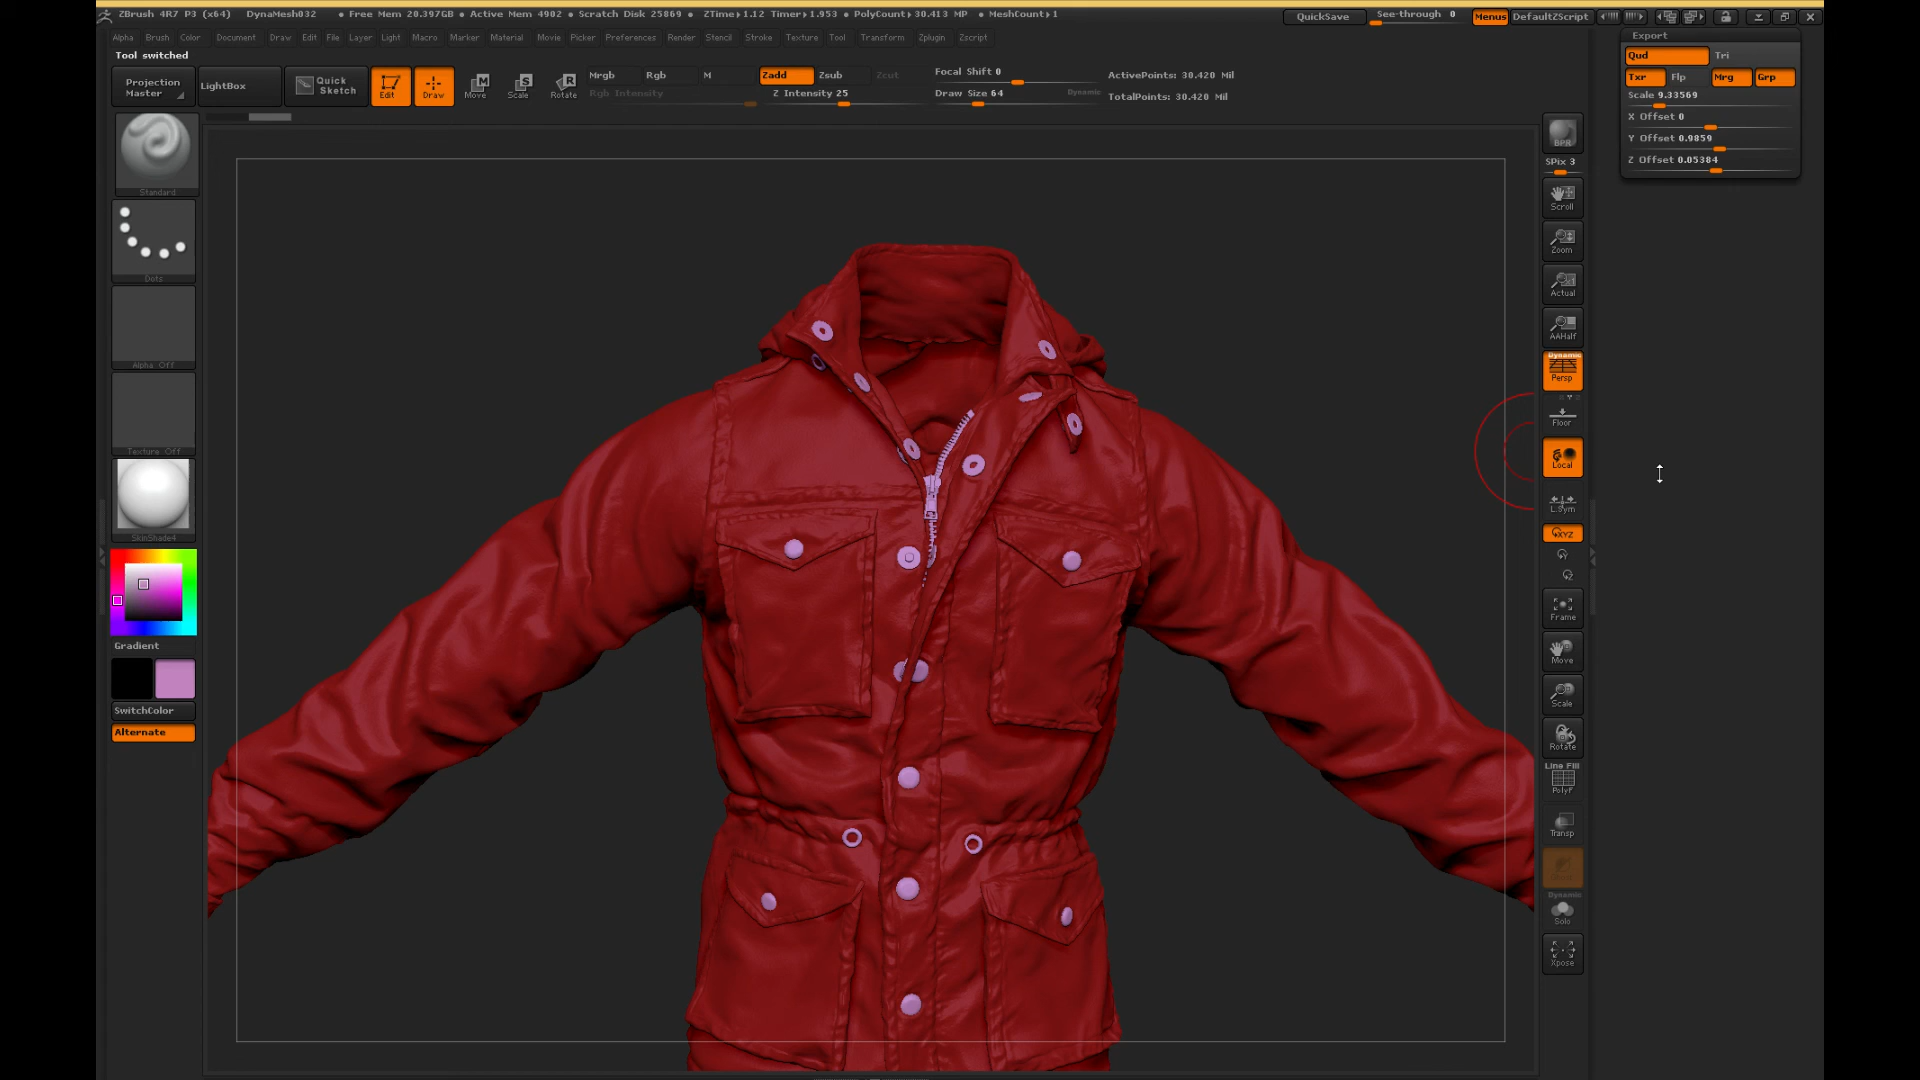 ZBrush 4R7 P3 (x64) DynaMesh032 • Free Mem 20.397GB • Active Mem 4902 • Scratch Disk 25869 • ZTime▸1.12 Timer▸1.953 • PolyCount▸30.413 MP • MeshCount▸1
QuickSave See-through 0 Menus DefaultZScript
Alpha Brush Color Document Draw Edit File Layer Light Macro Marker Material Movie Picker Preferences Render Stencil Stroke Texture Tool Transform Zplugin Zscript
Tool switched
Projection Master
LightBox
Quick Sketch
Edit
Draw
Move
Scale
Rotate
M
S
R
Mrgb Rgb M
Rgb Intensity
Zadd Zsub Zcut
Z Intensity 25
Focal Shift 0
Draw Size 64 Dynamic
ActivePoints: 30.420 Mil
TotalPoints: 30.420 Mil
Export
Qud Tri
Txr Flp Mrg Grp
Scale 9.33569
X Offset 0
Y Offset 0.9859
Z Offset 0.05384
Standard
Dots
Alpha Off
Texture Off
SkinShade4
Gradient
SwitchColor
Alternate
BPR
SPix 3
Scroll
Zoom
Actual
AAHalf
Dynamic
Persp
Floor
Local
L.Sym
XYZ
Y
Z
Frame
Move
Scale
Rotate
Line Fill
PolyF
Transp
Dynamic
Solo
Xpose